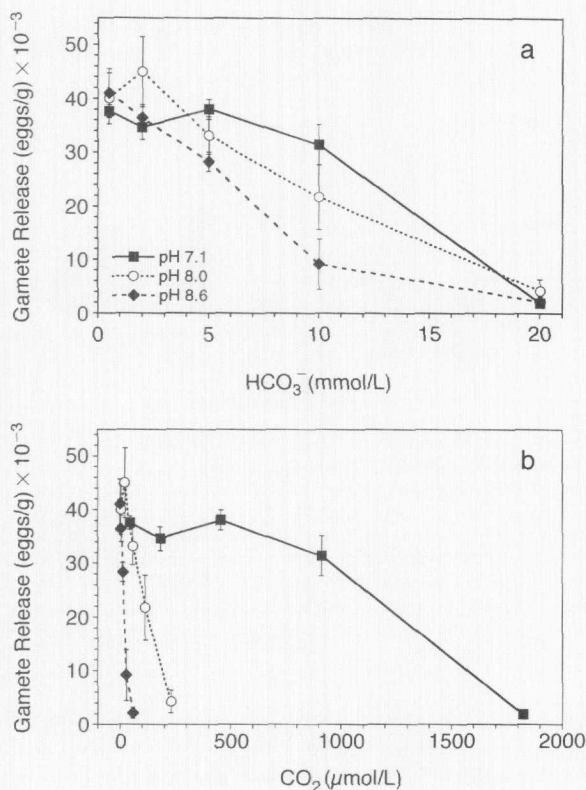 a
Gamete Release (eggs/g) × 10⁻³
50
40
30
20
10
0
pH 7.1
pH 8.0
pH 8.6
0 5 10 15 20
HCO₃⁻ (mmol/L)
b
Gamete Release (eggs/g) × 10⁻³
50
40
30
20
10
0
0 500 1000 1500 2000
CO₂ (μmol/L)